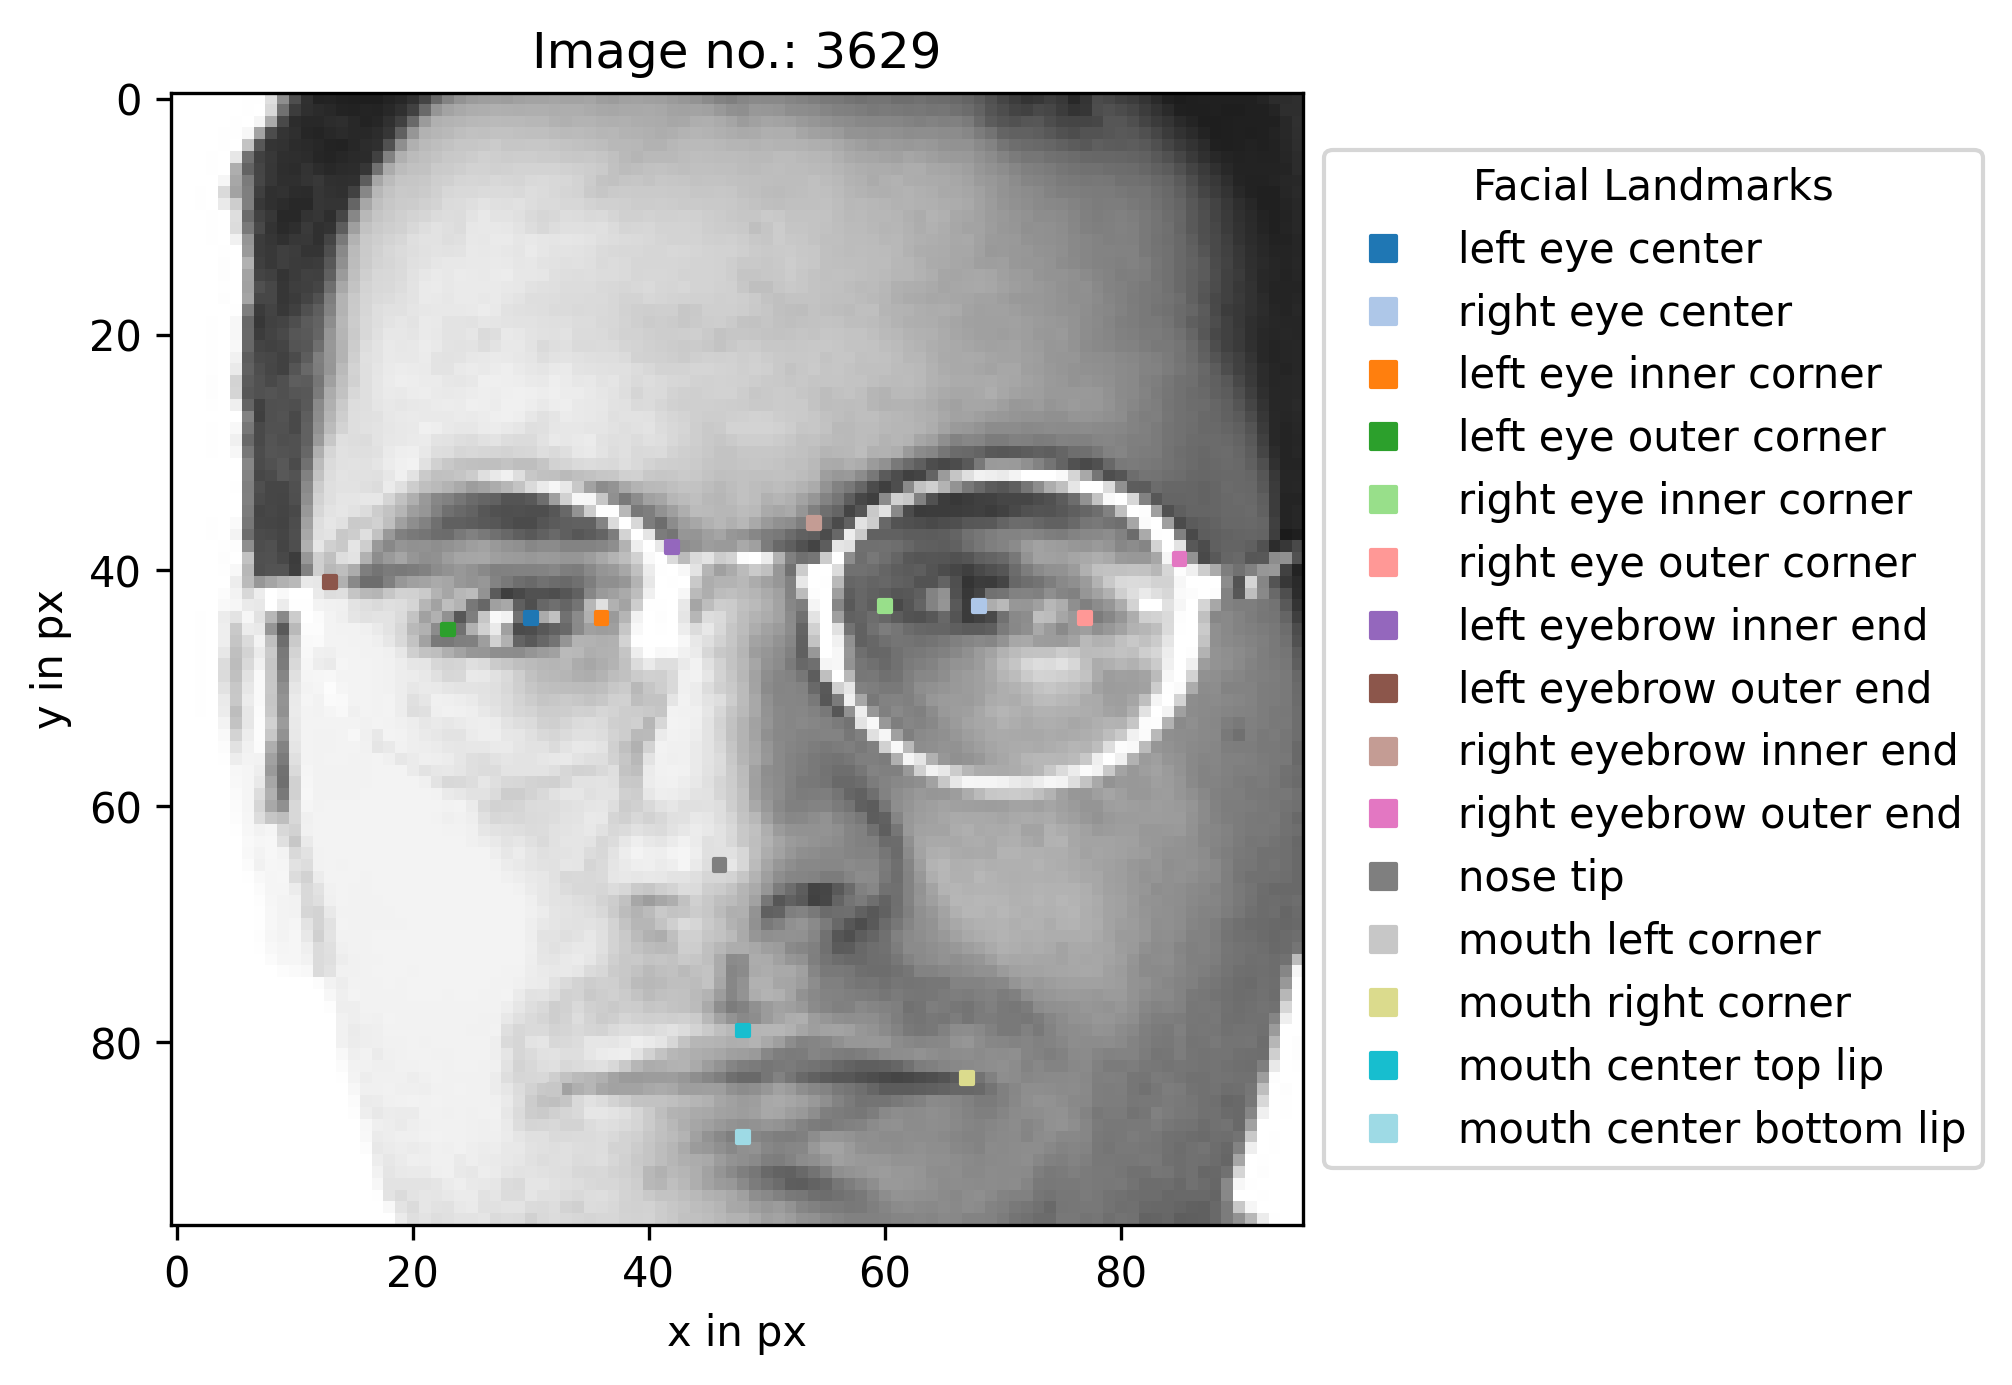 Image no.: 3629
0
20
40
60
80
y in px
0 20 40 60 80
x in px
Facial Landmarks
left eye center
right eye center
left eye inner corner
left eye outer corner
right eye inner corner
right eye outer corner
left eyebrow inner end
left eyebrow outer end
right eyebrow inner end
right eyebrow outer end
nose tip
mouth left corner
mouth right corner
mouth center top lip
mouth center bottom lip